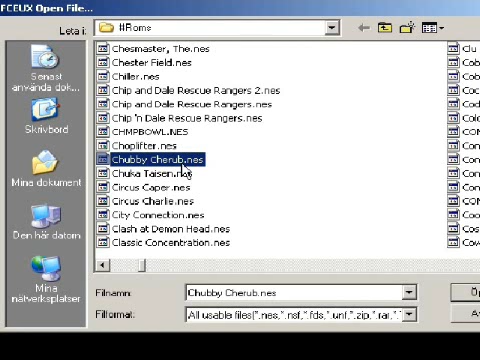 FCEUX Open File...
Leta i:
#Roms
Senast
använda dok...
Skrivbord
Mina dokument
Den här datorn
Mina
nätverksplatser
Chesmaster, The.nes
Chester Field.nes
Chiller.nes
Chip and Dale Rescue Rangers 2.nes
Chip and Dale Rescue Rangers.nes
Chip 'n Dale Rescue Rangers.nes
CHMPBOWL.NES
Choplifter.nes
Chubby Cherub.nes
Chuka Taisen.nes
Circus Caper.nes
Circus Charlie.nes
City Connection.nes
Clash at Demon Head.nes
Classic Concentration.nes
Clu
Filnamn:
Chubby Cherub.nes
Filformat:
All usable files(*.nes,*.nsf,*.fds,*.unf,*.zip,*.rar,*.